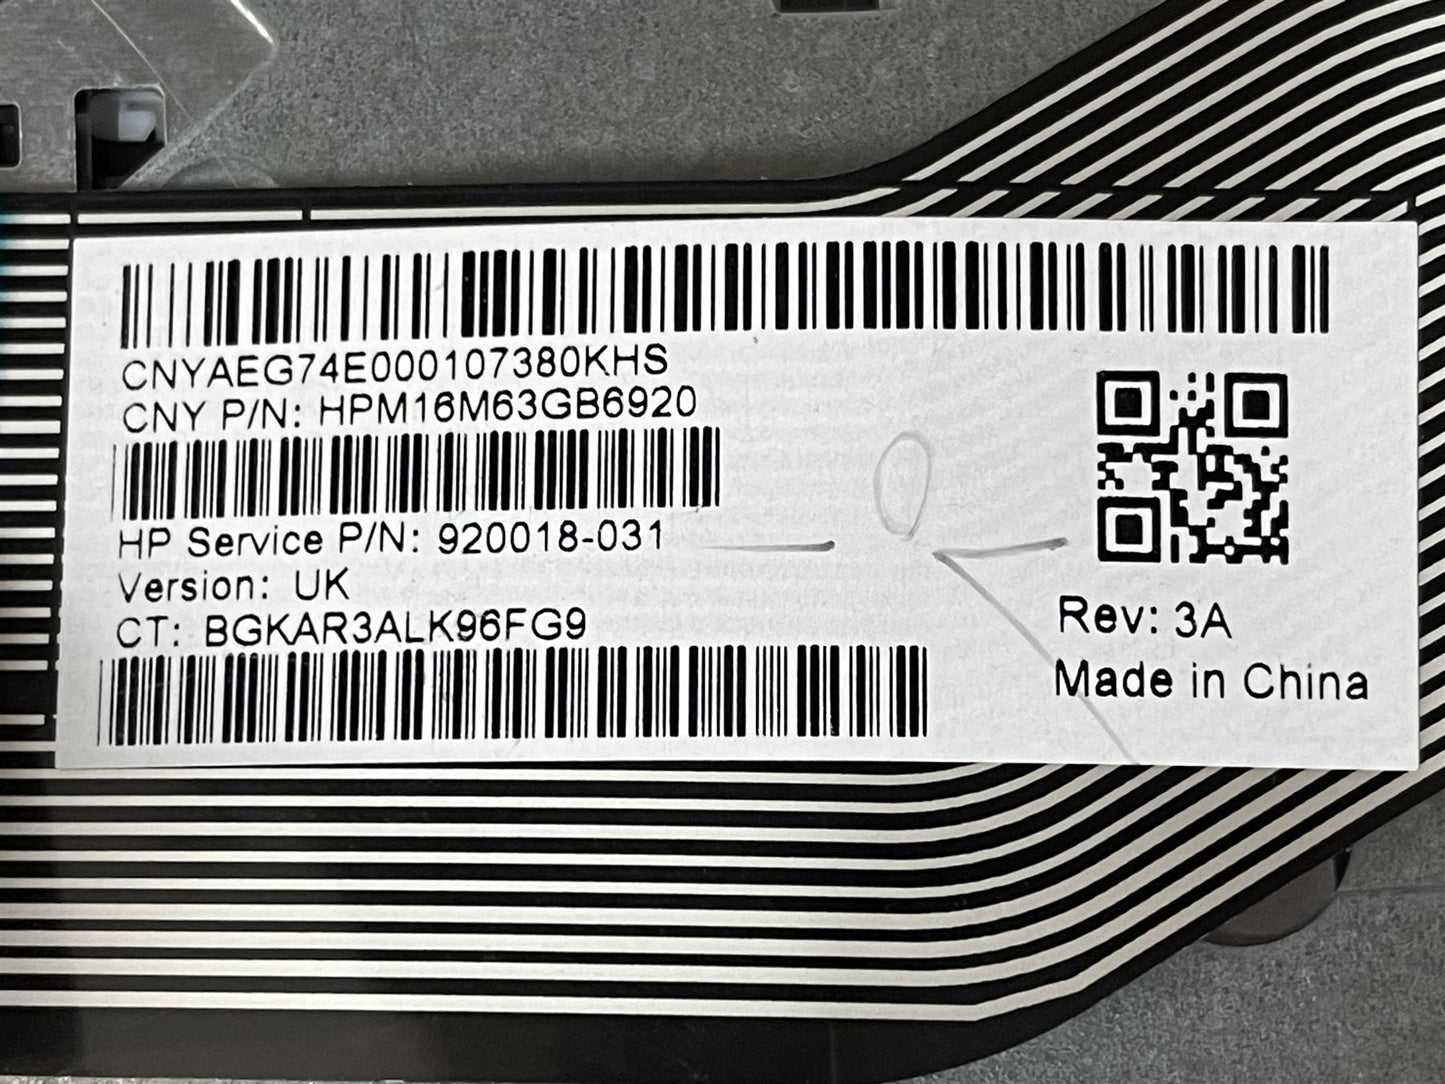 CNYAEG74E000107380KHS
CNY P/N: HPM16M63GB6920
HP Service P/N: 920018-031
Version: UK
CT: BGKAR3ALK96FG9
Rev: 3A
Made in China